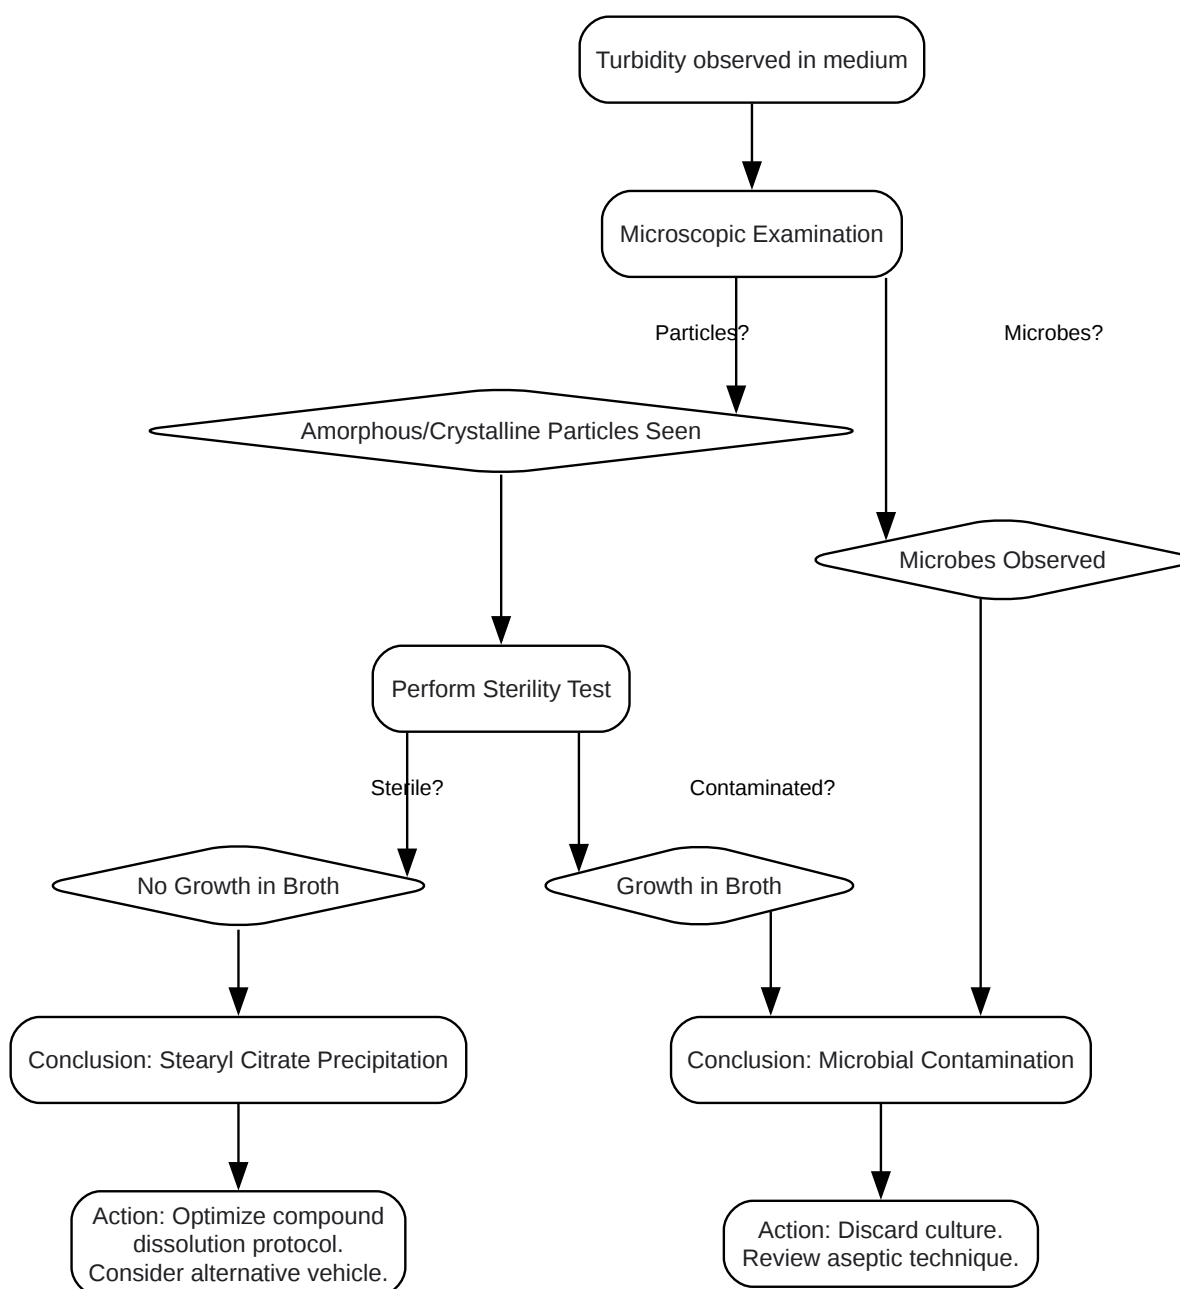 Turbidity observed in medium
Microscopic Examination
Particles?
Microbes?
Amorphous/Crystalline Particles Seen
Microbes Observed
Perform Sterility Test
Sterile?
Contaminated?
No Growth in Broth
Growth in Broth
Conclusion: Stearyl Citrate Precipitation
Conclusion: Microbial Contamination
Action: Optimize compound
dissolution protocol.
Consider alternative vehicle.
Action: Discard culture.
Review aseptic technique.